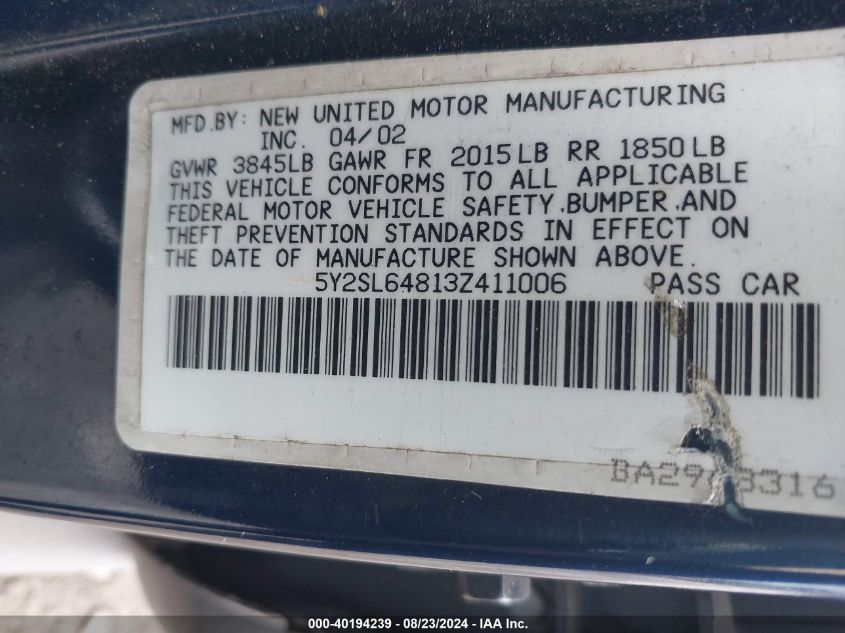 MFD.BY: NEW UNITED MOTOR MANUFACTURING
INC. 04/02
GVWR 3845LB GAWR FR 2015LB RR 1850LB
THIS VEHICLE CONFORMS TO ALL APPLICABLE
FEDERAL MOTOR VEHICLE SAFETY.BUMPER.AND
THEFT PREVENTION STANDARDS IN EFFECT ON
THE DATE OF MANUFACTURE SHOWN ABOVE.
5Y2SL64813Z411006 PASS CAR
000-40194239 - 08/23/2024 - IAAI, Inc.